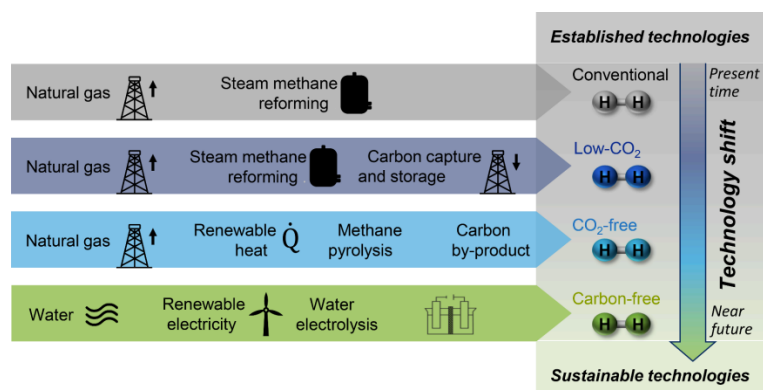 Established technologies
Natural gas
Steam methane
reforming
Conventional
H H
Present
time
Natural gas
Steam methane
reforming
Carbon capture
and storage
Low-CO₂
H H
Natural gas
Renewable
heat
Q̇
Methane
pyrolysis
Carbon
by-product
CO₂-free
H H
Technology shift
Water
Renewable
electricity
Water
electrolysis
Carbon-free
H H
Near
future
Sustainable technologies